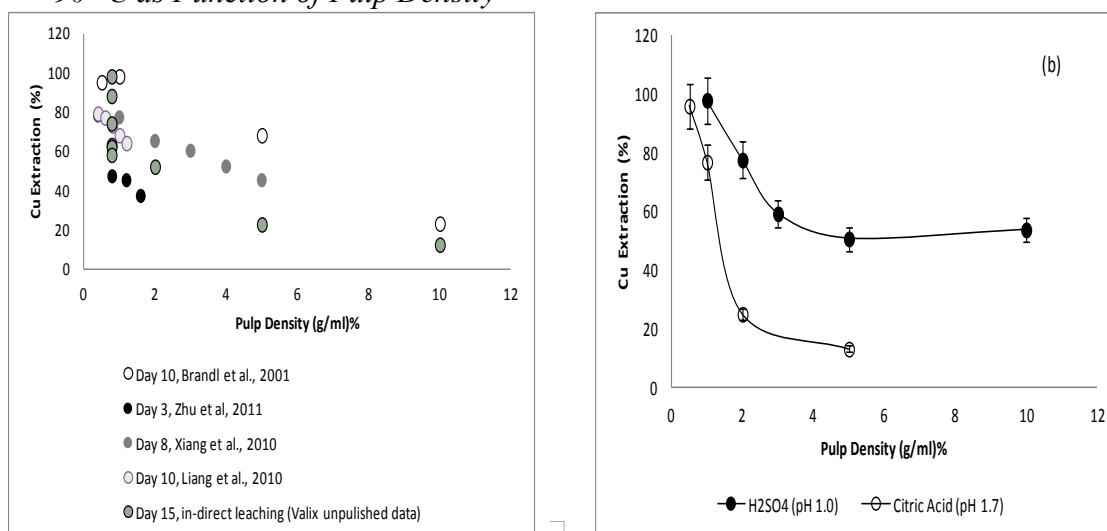 90 °C as Function of Pulp Density
120
100
80
60
40
20
0
Cu Extraction (%)
0 2 4 6 8 10 12
Pulp Density (g/ml)%
Day 10, Brandl et al., 2001
Day 3, Zhu et al, 2011
Day 8, Xiang et al., 2010
Day 10, Liang et al., 2010
Day 15, in-direct leaching (Valix unpulished data)
(b)
120
100
80
60
40
20
0
Cu Extraction (%)
0 2 4 6 8 10 12
Pulp Density (g/ml)%
H2SO4 (pH 1.0) Citric Acid (pH 1.7)